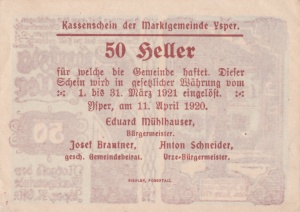 Kassenschein der Marktgemeinde Ysper.
50 Heller
für welche die Gemeinde haftet. Dieser
Schein wird in gesetzlicher Währung vom
1. bis 31. März 1921 eingelöst.
Ysper, am 11. April 1920.
Eduard Mühlhauser,
Bürgermeister.
Josef Brautner, Anton Schneider,
gesch. Gemeindebeirat. Vize-Bürgermeister.